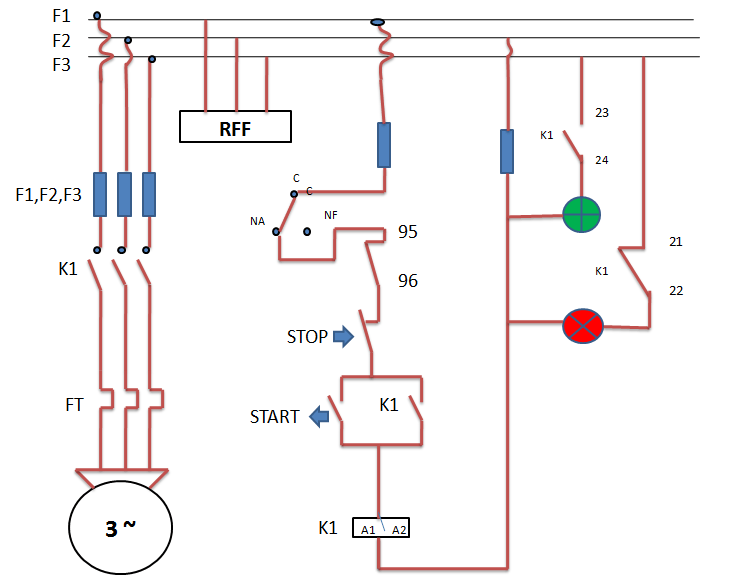 F1
F2
F3
RFF
23
K1
24
C
C
F1,F2,F3
NA
NF
95
21
K1
K1
96
22
STOP
FT
START
K1
3 ~
K1
A1
A2